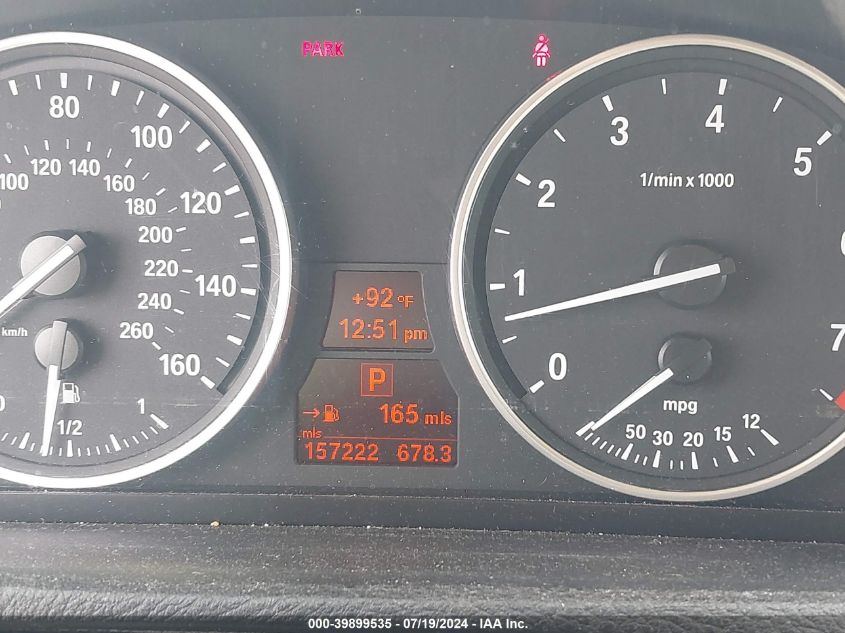 PARK
80
100
120
140
160
100
120
140
160
180
200
220
240
260
km/h
0
1/2
1
+92 °F
12:51 pm
P
→ 165 mls
mls
157222 678.3
0
1
2
3
4
5
7
1/min x 1000
mpg
50 30 20 15 12
000-39899535 - 07/19/2024 - IAA Inc.